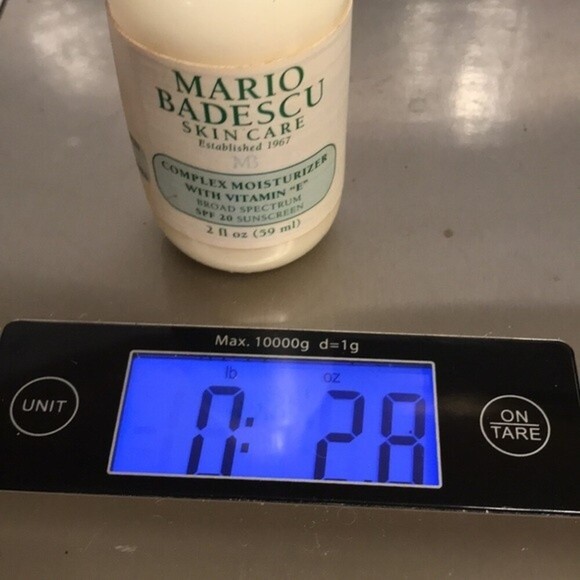 MARIO
BADESCU
SKIN CARE
Established 1967
MB
COMPLEX MOISTURIZER
WITH VITAMIN "E"
BROAD SPECTRUM
SPF 20 SUNSCREEN
2 fl oz (59 ml)
Max. 10000g d=1g
lb oz
UNIT
0: 2.8
ON
TARE